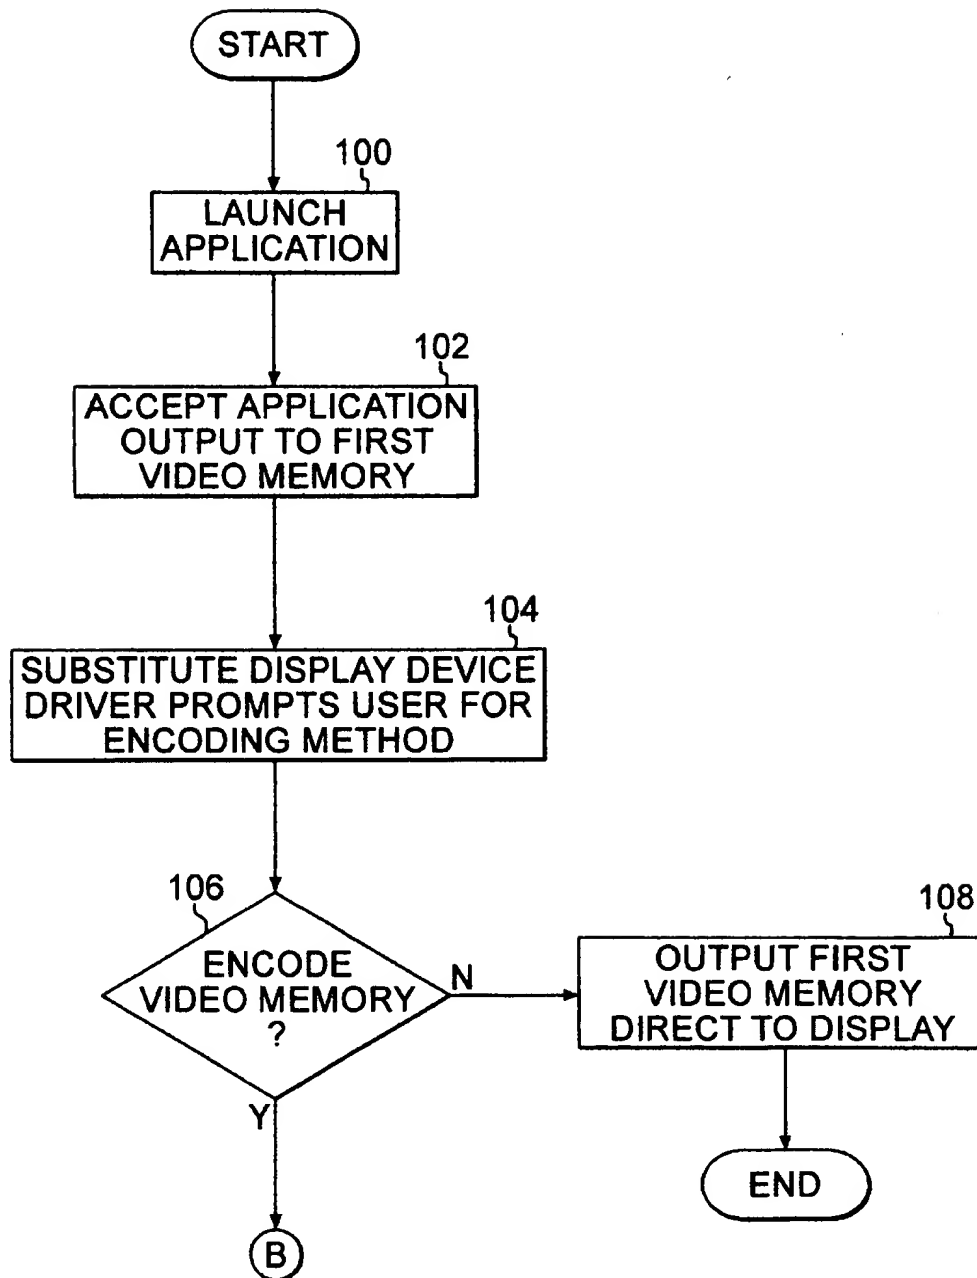 START
100
LAUNCH
APPLICATION
102
ACCEPT APPLICATION
OUTPUT TO FIRST
VIDEO MEMORY
104
SUBSTITUTE DISPLAY DEVICE
DRIVER PROMPTS USER FOR
ENCODING METHOD
106
ENCODE
VIDEO MEMORY
?
N
Y
108
OUTPUT FIRST
VIDEO MEMORY
DIRECT TO DISPLAY
END
B